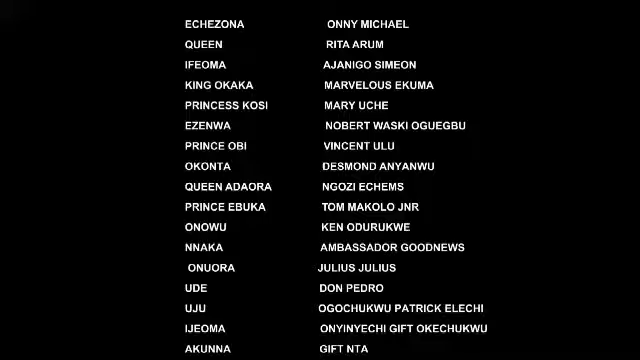 ECHEZONA ONNY MICHAEL
QUEEN RITA ARUM
IFEOMA AJANIGO SIMEON
KING OKAKA MARVELOUS EKUMA
PRINCESS KOSI MARY UCHE
EZENWA NOBERT WASKI OGUEGBU
PRINCE OBI VINCENT ULU
OKONTA DESMOND ANYANWU
QUEEN ADAORA NGOZI ECHEMS
PRINCE EBUKA TOM MAKOLO JNR
ONOWU KEN ODURUKWE
NNAKA AMBASSADOR GOODNEWS
ONUORA JULIUS JULIUS
UDE DON PEDRO
UJU OGOCHUKWU PATRICK ELECHI
IJEOMA ONYINYECHI GIFT OKECHUKWU
AKUNNA GIFT NTA